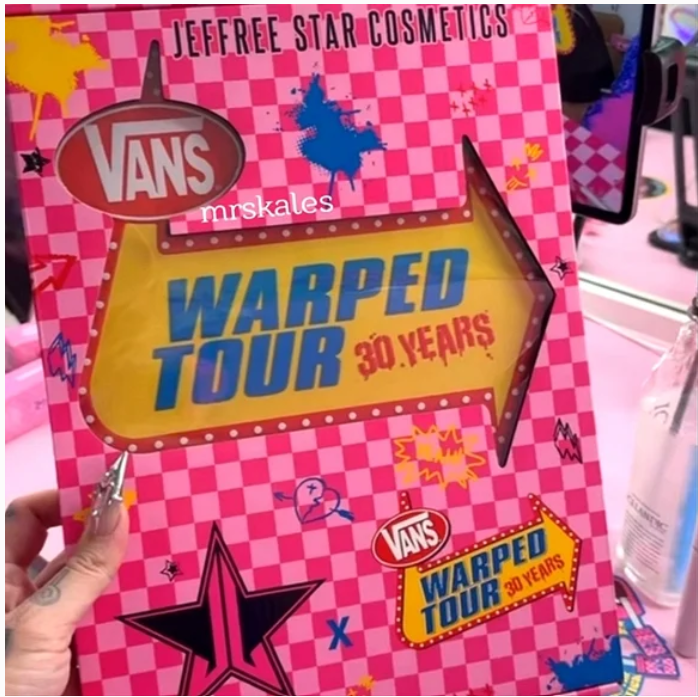 JEFFREE STAR COSMETICS
VANS
mrskales
WARPED
TOUR 30 YEARS
VANS
WARPED
TOUR 30 YEARS
X